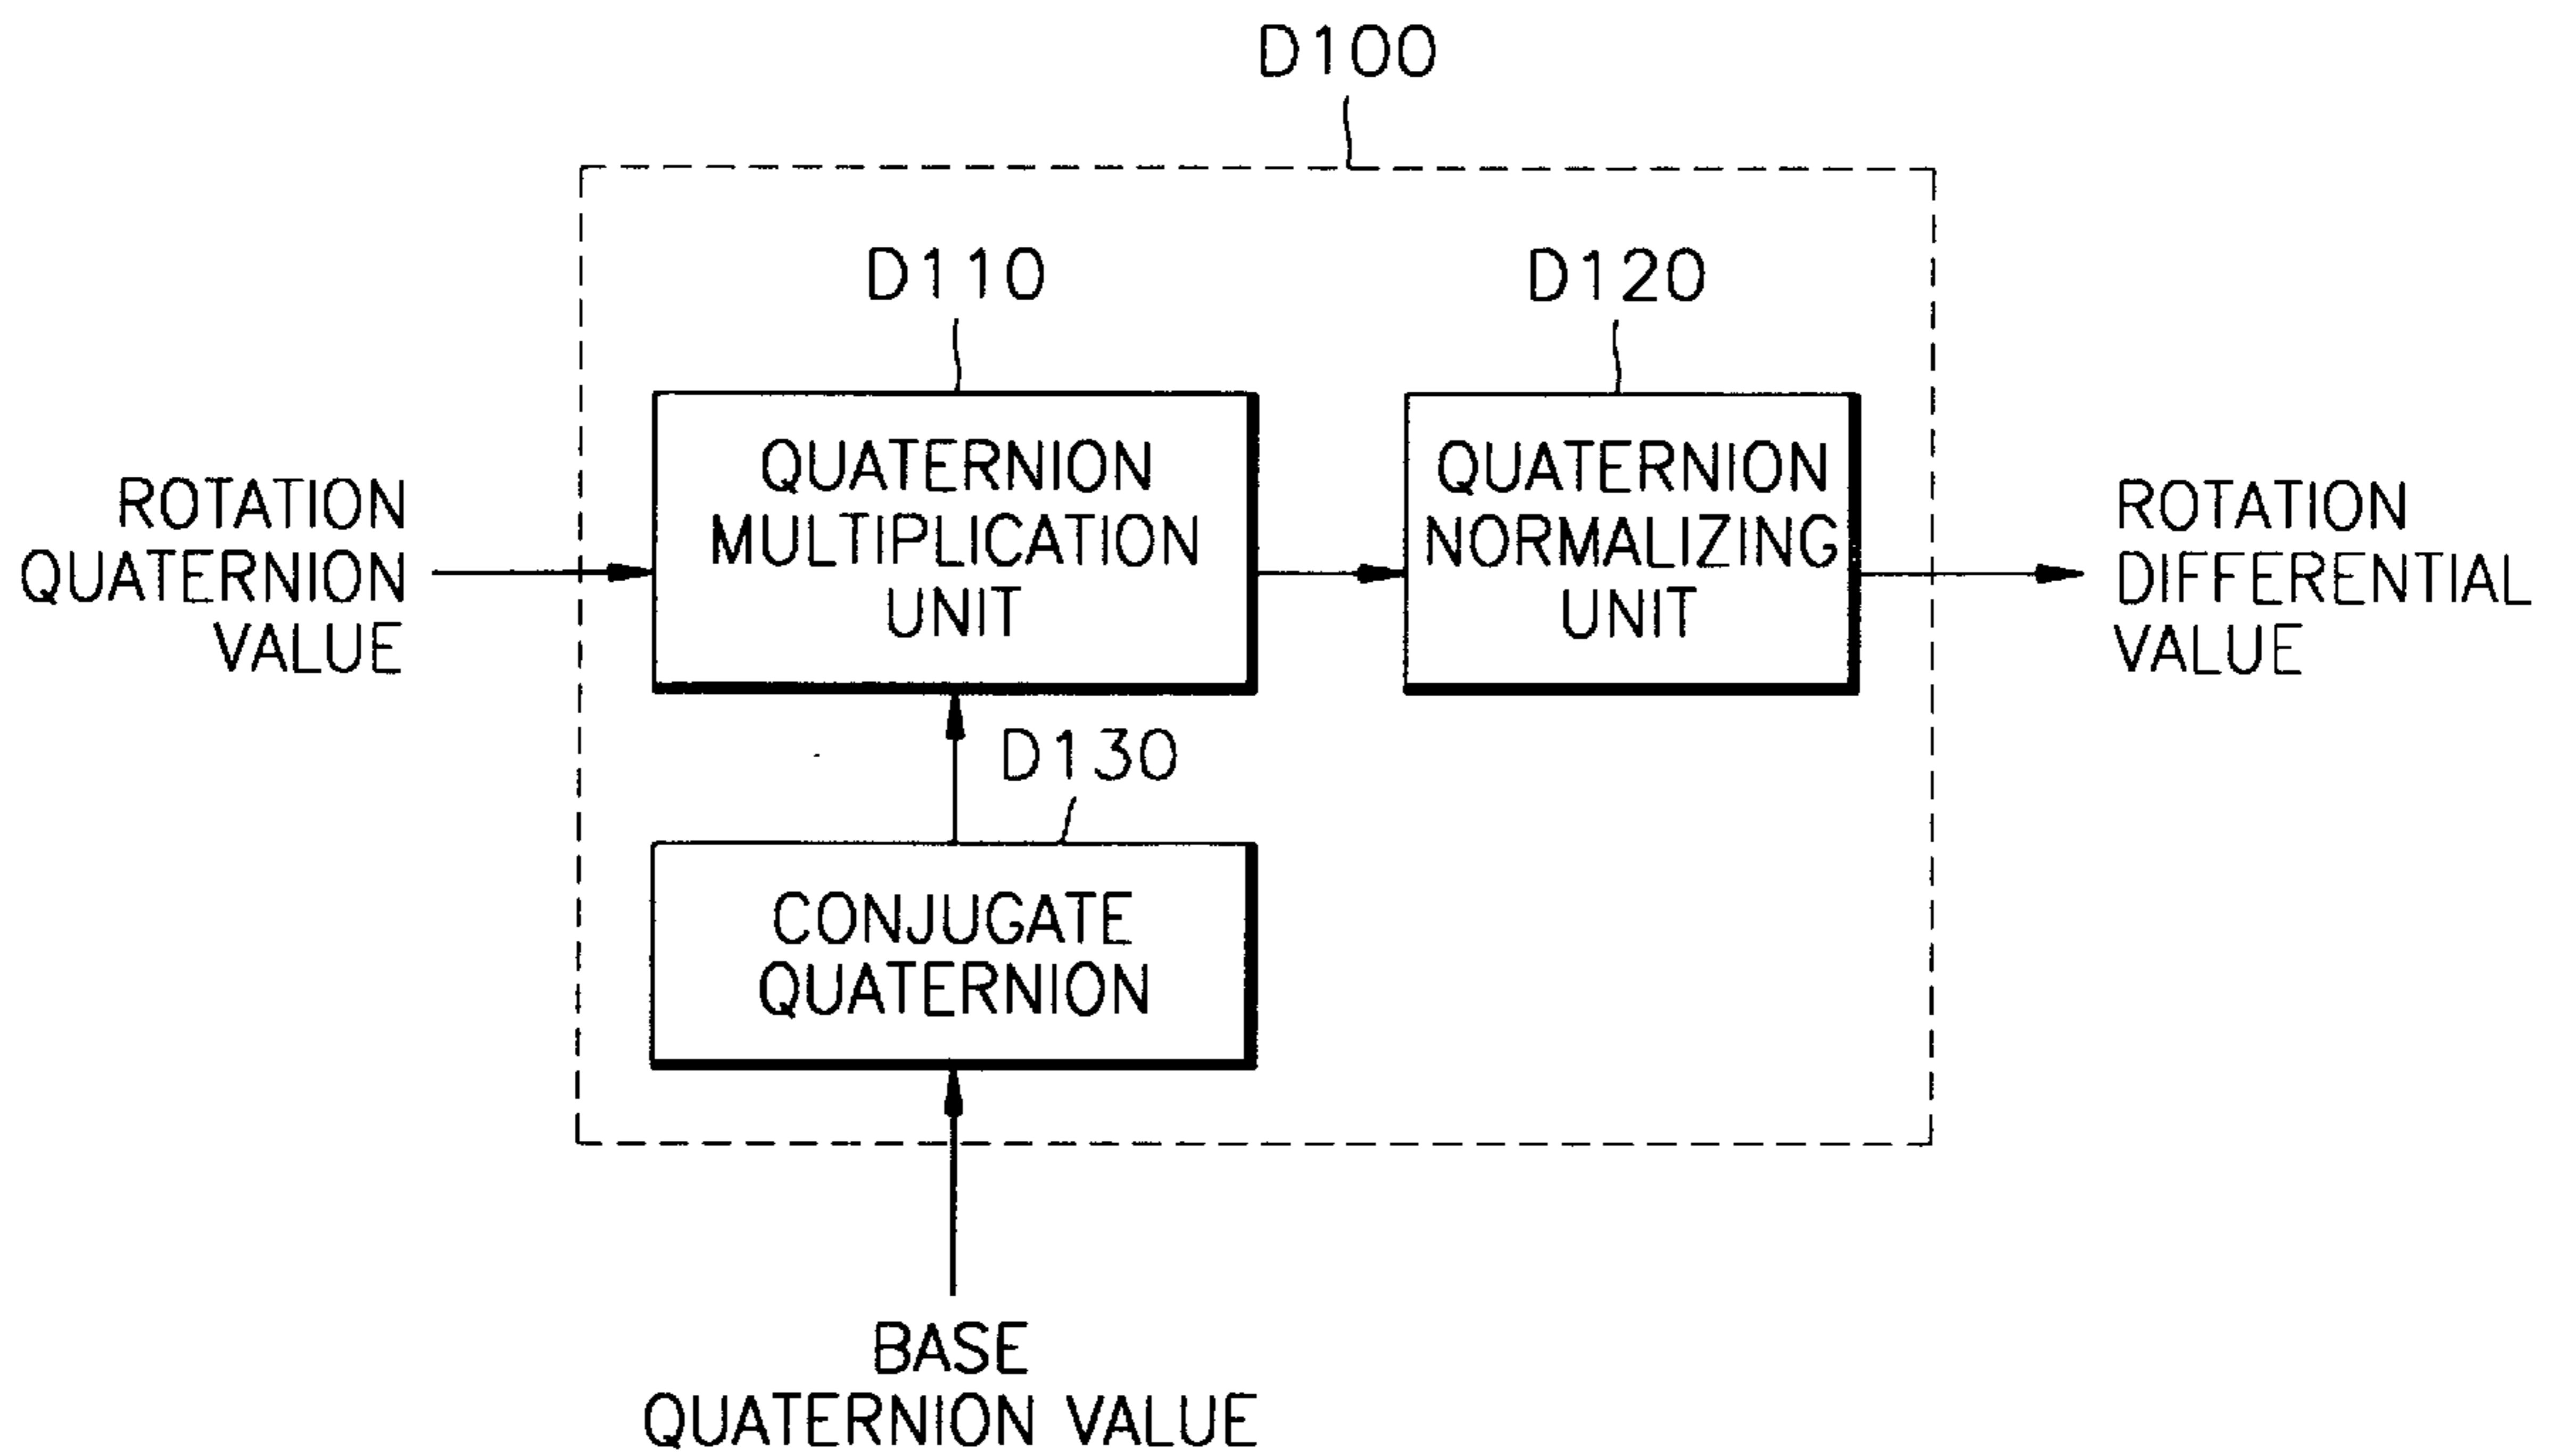 D100
D110
D120
ROTATION
QUATERNION
VALUE
QUATERNION
MULTIPLICATION
UNIT
QUATERNION
NORMALIZING
UNIT
ROTATION
DIFFERENTIAL
VALUE
D130
CONJUGATE
QUATERNION
BASE
QUATERNION VALUE